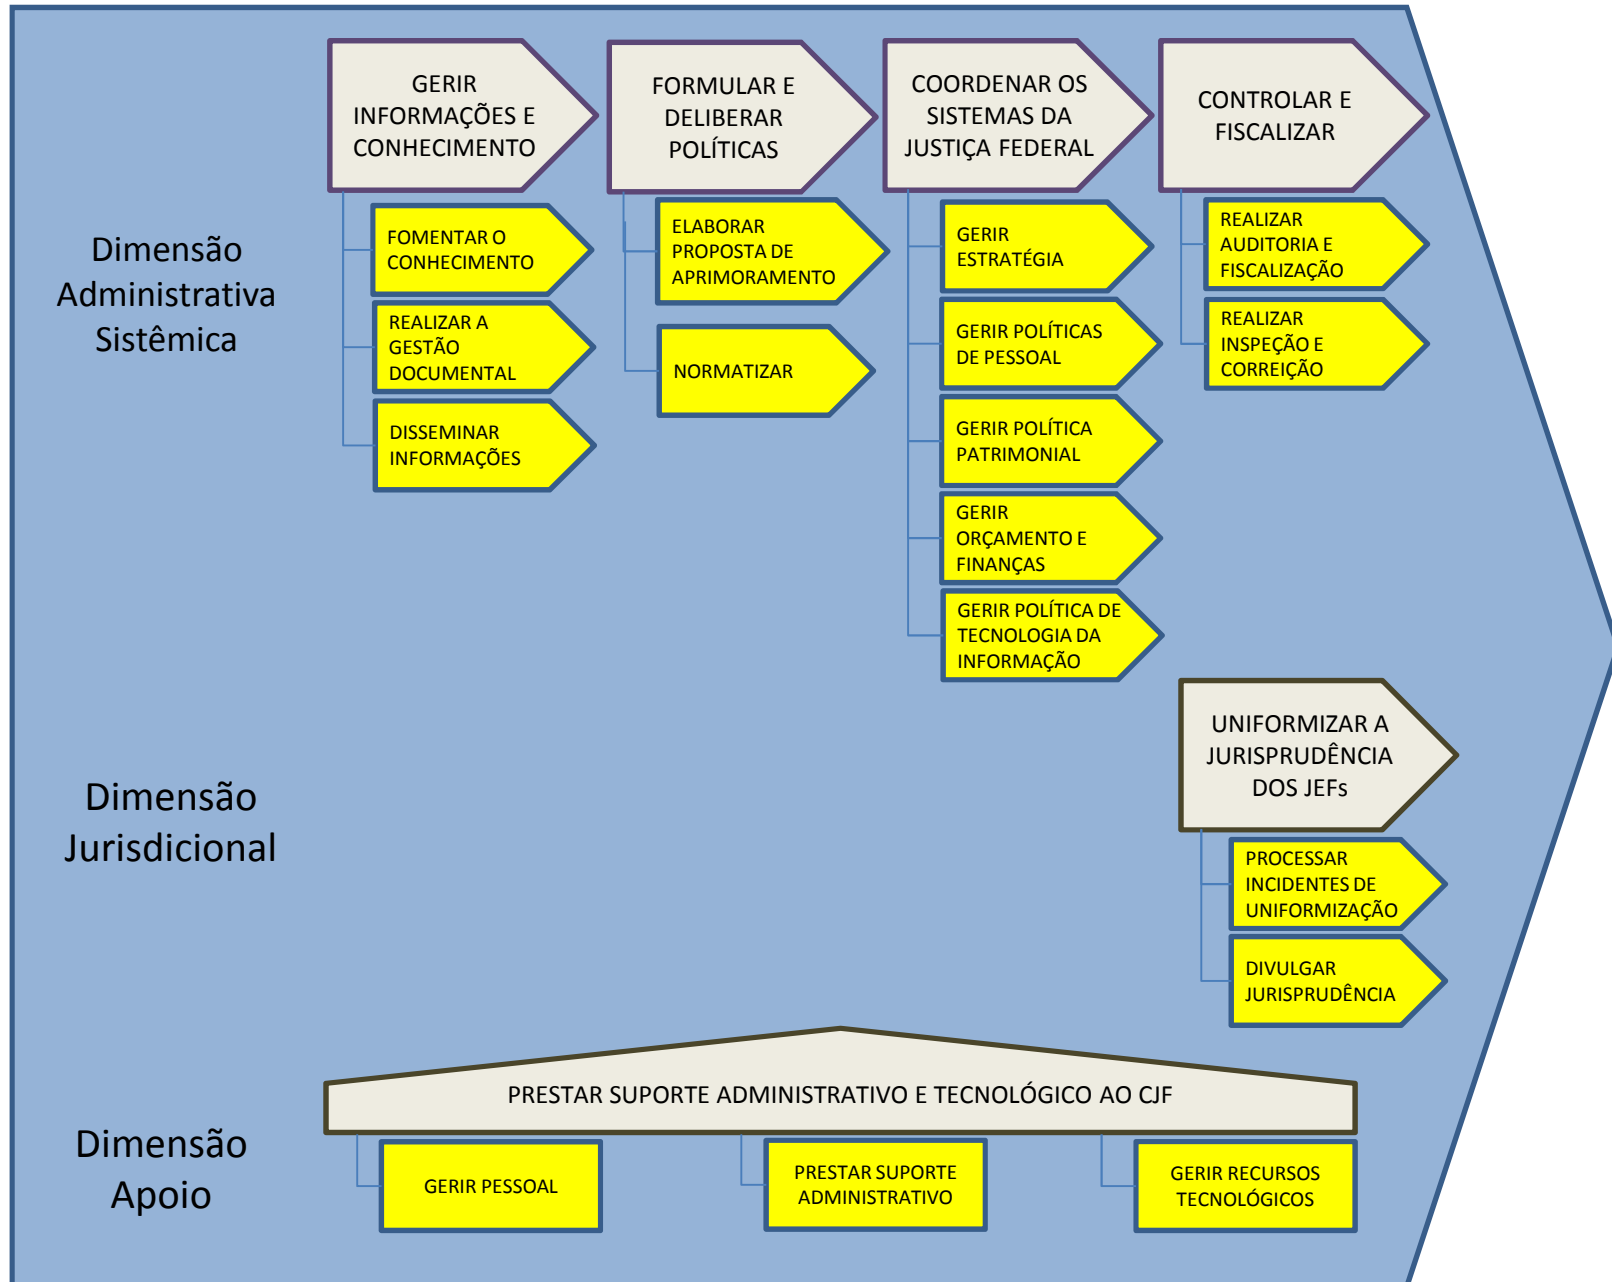 Dimensão
Administrativa
Sistêmica
GERIR
INFORMAÇÕES E
CONHECIMENTO
FOMENTAR O
CONHECIMENTO
REALIZAR A
GESTÃO
DOCUMENTAL
DISSEMINAR
INFORMAÇÕES
FORMULAR E
DELIBERAR
POLÍTICAS
ELABORAR
PROPOSTA DE
APRIMORAMENTO
NORMATIZAR
COORDENAR OS
SISTEMAS DA
JUSTIÇA FEDERAL
GERIR
ESTRATÉGIA
GERIR POLÍTICAS
DE PESSOAL
GERIR POLÍTICA
PATRIMONIAL
GERIR
ORÇAMENTO E
FINANÇAS
GERIR POLÍTICA DE
TECNOLOGIA DA
INFORMAÇÃO
CONTROLAR E
FISCALIZAR
REALIZAR
AUDITORIA E
FISCALIZAÇÃO
REALIZAR
INSPEÇÃO E
CORREIÇÃO
Dimensão
Jurisdicional
UNIFORMIZAR A
JURISPRUDÊNCIA
DOS JEFs
PROCESSAR
INCIDENTES DE
UNIFORMIZAÇÃO
DIVULGAR
JURISPRUDÊNCIA
Dimensão
Apoio
PRESTAR SUPORTE ADMINISTRATIVO E TECNOLÓGICO AO CJF
GERIR PESSOAL
PRESTAR SUPORTE
ADMINISTRATIVO
GERIR RECURSOS
TECNOLÓGICOS